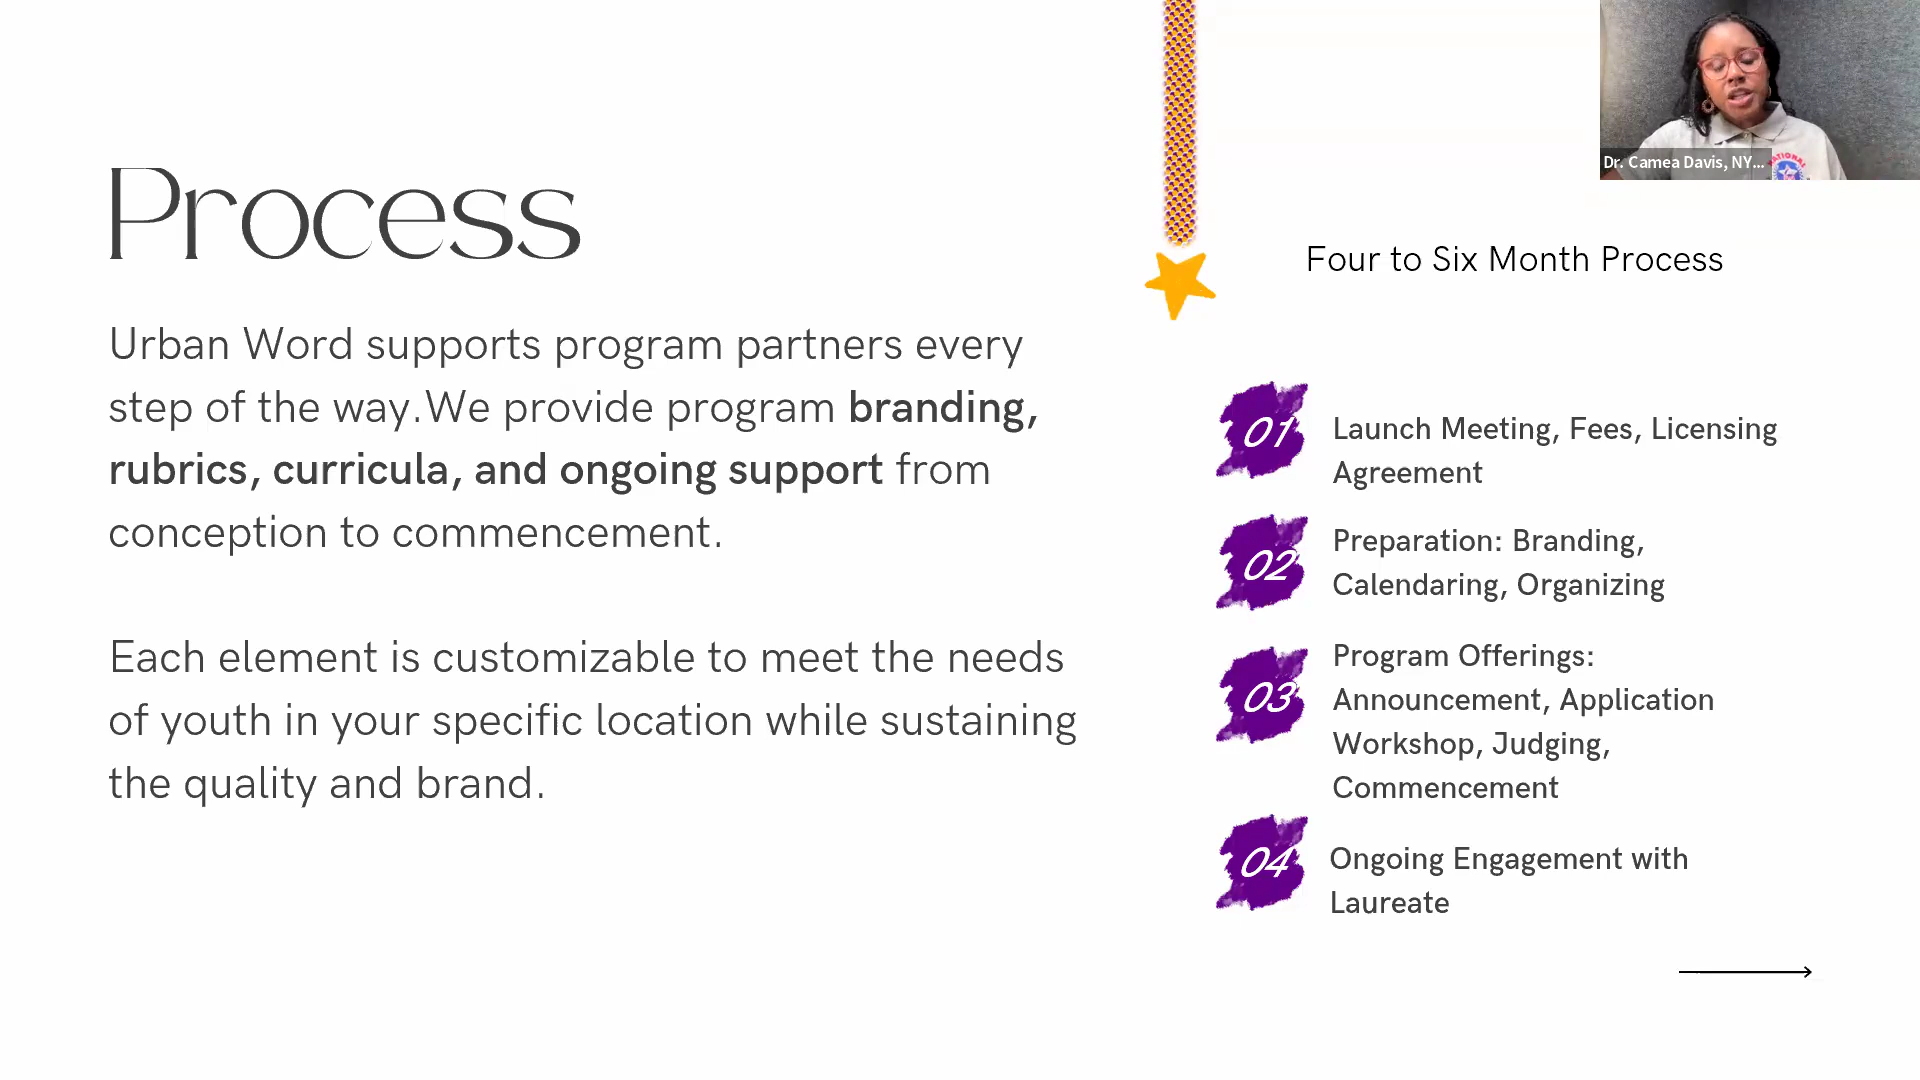 Process
Urban Word supports program partners every
step of the way.We provide program branding,
rubrics, curricula, and ongoing support from
conception to commencement.
Each element is customizable to meet the needs
of youth in your specific location while sustaining
the quality and brand.
Dr. Camea Davis, NY...
NATIONAL
Four to Six Month Process
01
Launch Meeting, Fees, Licensing
Agreement
02
Preparation: Branding,
Calendaring, Organizing
03
Program Offerings:
Announcement, Application
Workshop, Judging,
Commencement
04
Ongoing Engagement with
Laureate